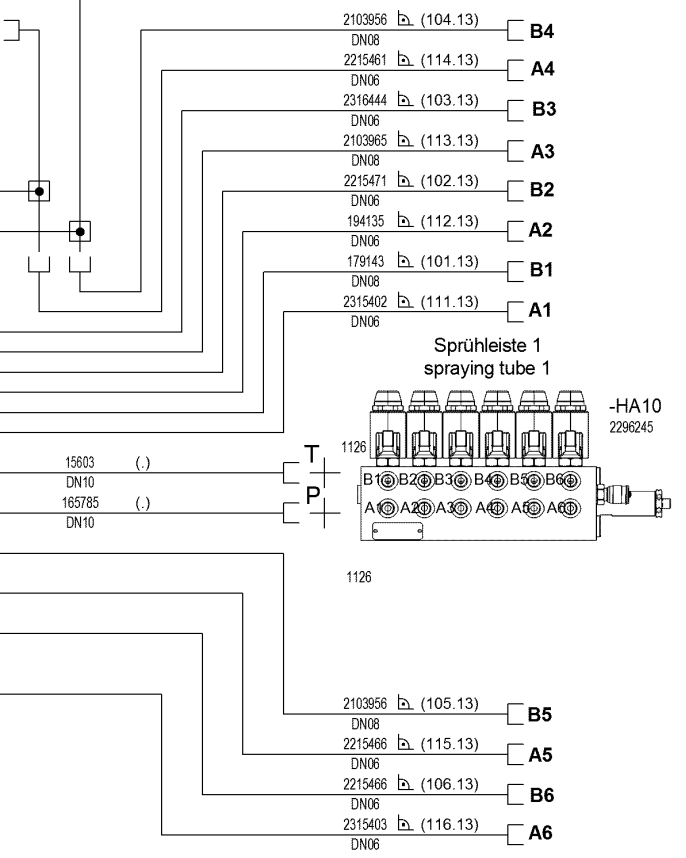 2103956 (104.13) B4
DN08
2215461 (114.13) A4
DN06
2316444 (103.13) B3
DN06
2103965 (113.13) A3
DN08
2215471 (102.13) B2
DN06
194135 (112.13) A2
DN06
179143 (101.13) B1
DN08
2315402 (111.13) A1
DN06
Sprühleiste 1
spraying tube 1
-HA10
2296245
1126
15603 (.) T
DN10
165785 (.) P
DN10
B1 B2 B3 B4 B5 B6
A1 A2 A3 A4 A5 A6
1126
2103956 (105.13) B5
DN08
2215466 (115.13) A5
DN06
2215466 (106.13) B6
DN06
2315403 (116.13) A6
DN06